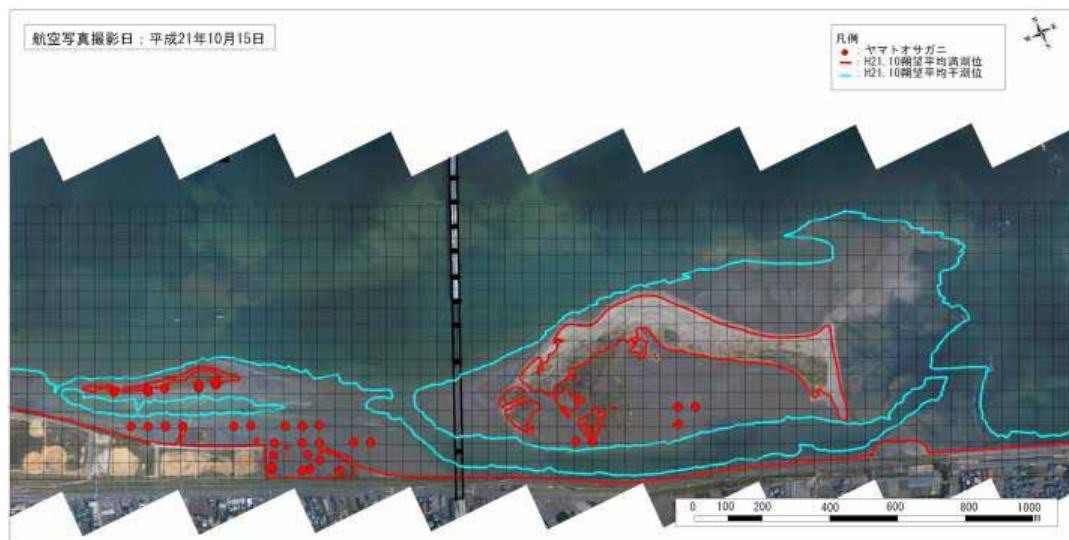 航空写真撮影日：平成21年10月15日
凡例
：ヤマトオサガニ
：H21.10朔望平均満潮位
：H21.10朔望平均干潮位
0 100 200 400 600 800 1000
m